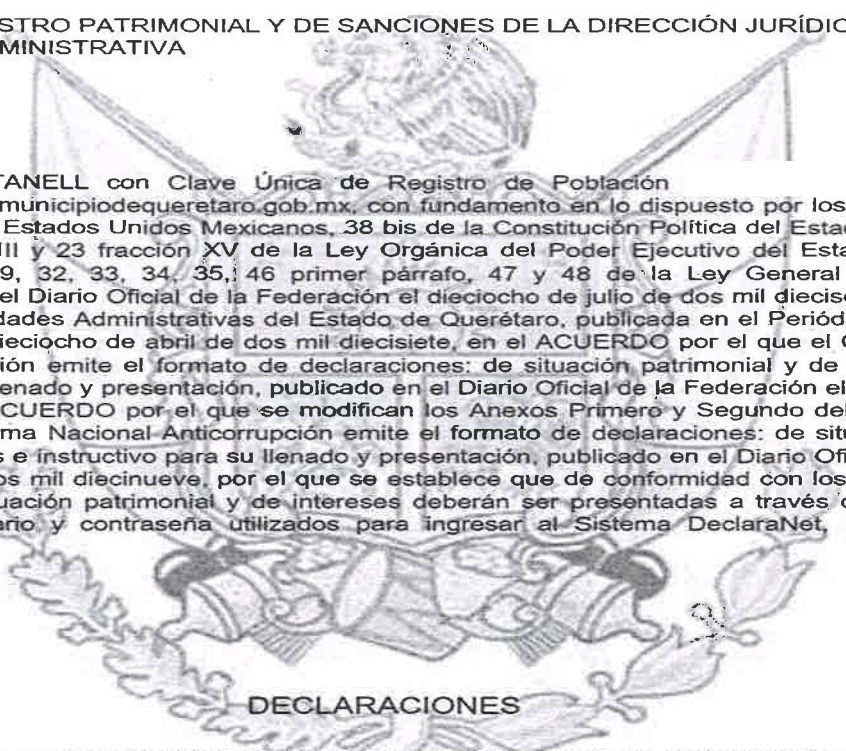 STRO PATRIMONIAL Y DE SANCIONES DE LA DIRECCIÓN JURÍDIC
MINISTRATIVA
TANELL con Clave Única de Registro de Población
municipiodequeretaro.gob.mx, con fundamento en lo dispuesto por los
Estados Unidos Mexicanos, 38 bis de la Constitución Política del Estad
III y 23 fracción XV de la Ley Orgánica del Poder Ejecutivo del Esta
9, 32, 33, 34, 35, 46 primer párrafo, 47 y 48 de la Ley General
el Diario Oficial de la Federación el dieciocho de julio de dos mil diecise
dades Administrativas del Estado de Querétaro, publicada en el Periód
ieciocho de abril de dos mil diecisiete, en el ACUERDO por el que el C
ión emite el formato de declaraciones: de situación patrimonial y de
enado y presentación, publicado en el Diario Oficial de la Federación el
CUERDO por el que se modifican los Anexos Primero y Segundo del
ma Nacional Anticorrupción emite el formato de declaraciones: de situ
s e instructivo para su llenado y presentación, publicado en el Diario Ofi
os mil diecinueve, por el que se establece que de conformidad con los
uación patrimonial y de intereses deberán ser presentadas a través d
ario y contraseña utilizados para ingresar al Sistema DeclaraNet,
DECLARACIONES